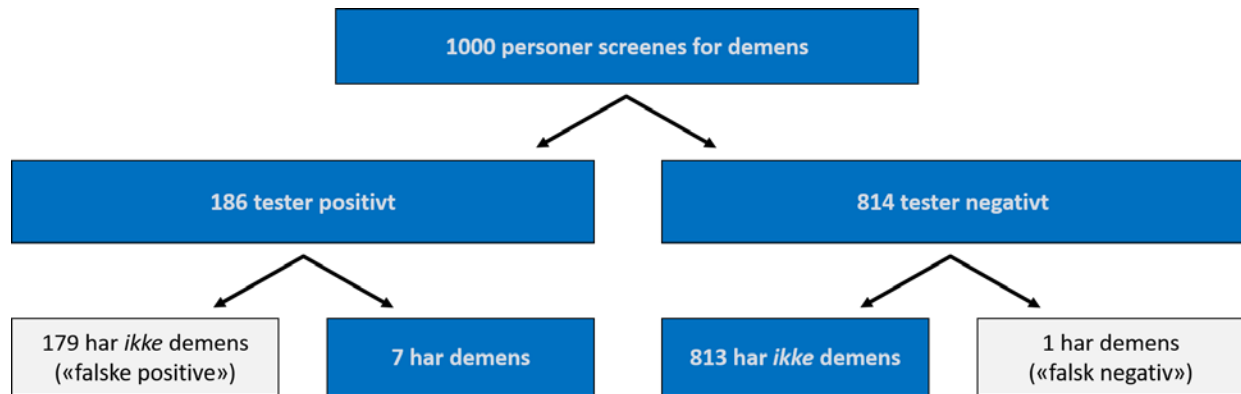 1000 personer screenes for demens
186 tester positivt
814 tester negativt
179 har ikke demens
(«falske positive»)
7 har demens
813 har ikke demens
1 har demens
(«falsk negativ»)